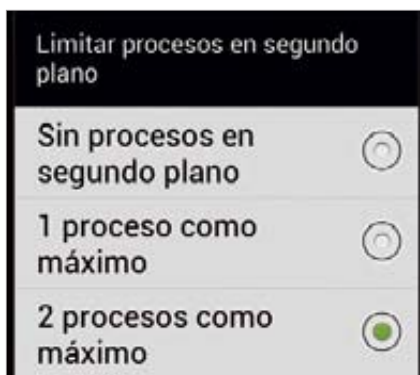 Limitar procesos en segundo
plano
Sin procesos en
segundo plano
1 proceso como
máximo
2 procesos como
máximo